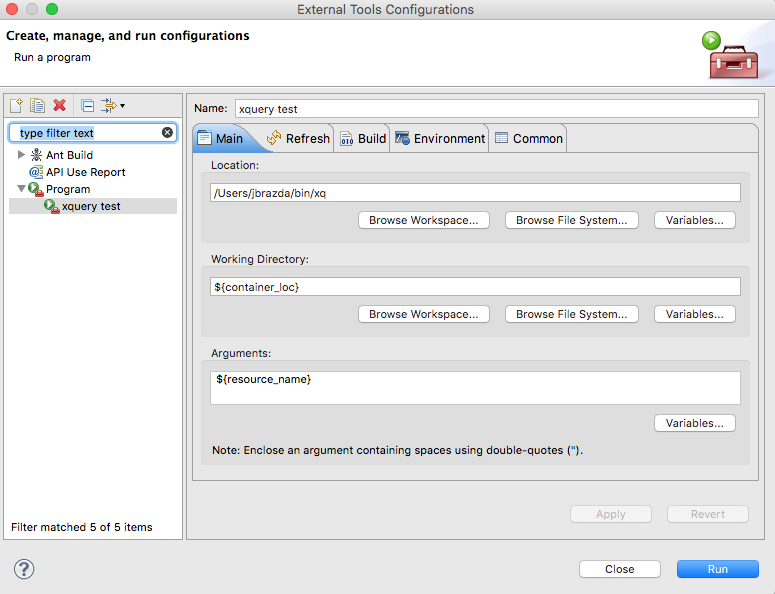 External Tools Configurations
Create, manage, and run configurations
Run a program
type filter text
Ant Build
API Use Report
Program
xquery test
Filter matched 5 of 5 items
Name: xquery test
Main Refresh Build Environment Common
Location:
/Users/jbrazda/bin/xq
Browse Workspace... Browse File System... Variables...
Working Directory:
${container_loc}
Browse Workspace... Browse File System... Variables...
Arguments:
${resource_name}
Variables...
Note: Enclose an argument containing spaces using double-quotes (").
Apply Revert
? Close Run